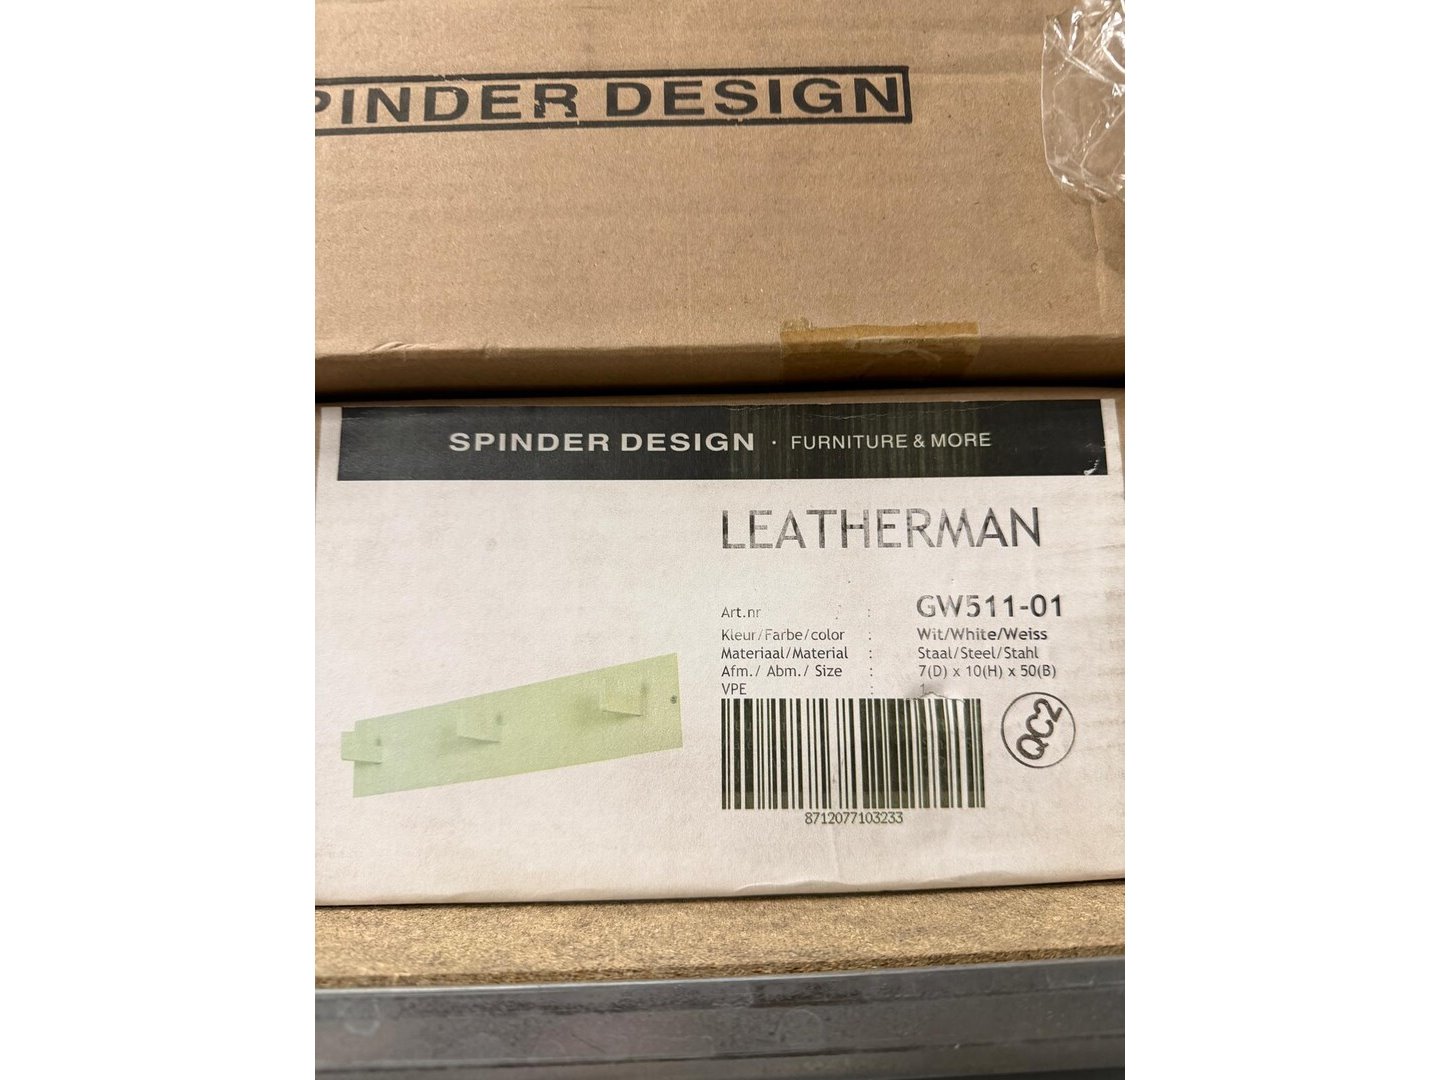 PINDER DESIGN
SPINDER DESIGN · FURNITURE & MORE
LEATHERMAN
Art.nr : GW511-01
Kleur/Farbe/color : Wit/White/Weiss
Materiaal/Material : Staal/Steel/Stahl
Afm./ Abm./ Size : 7(D) x 10(H) x 50(B)
VPE : 1
QC2
8712077103233